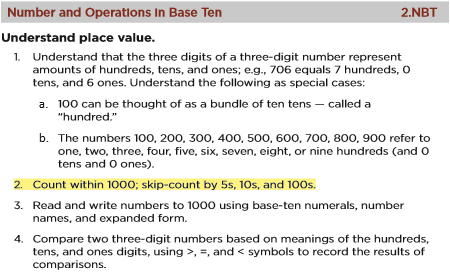 Number and Operations in Base Ten 2.NBT
Understand place value.
1. Understand that the three digits of a three-digit number represent
amounts of hundreds, tens, and ones; e.g., 706 equals 7 hundreds, 0
tens, and 6 ones. Understand the following as special cases:
a. 100 can be thought of as a bundle of ten tens — called a
“hundred.”
b. The numbers 100, 200, 300, 400, 500, 600, 700, 800, 900 refer to
one, two, three, four, five, six, seven, eight, or nine hundreds (and 0
tens and 0 ones).
2. Count within 1000; skip-count by 5s, 10s, and 100s.
3. Read and write numbers to 1000 using base-ten numerals, number
names, and expanded form.
4. Compare two three-digit numbers based on meanings of the hundreds,
tens, and ones digits, using >, =, and < symbols to record the results of
comparisons.